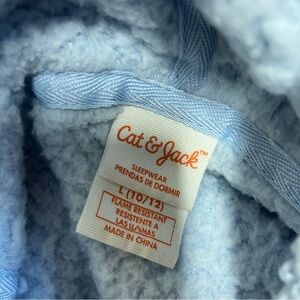 Cat & Jack™
SLEEPWEAR
PRENDAS DE DORMIR
L (10/12)
FLAME RESISTANT
RESISTENTE A
LAS LLAMAS
MADE IN CHINA